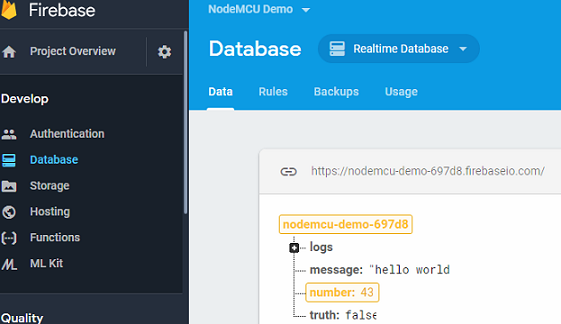 Firebase
Project Overview
Develop
Authentication
Database
Storage
Hosting
Functions
ML Kit
Quality
NodeMCU Demo
Database
Realtime Database
Data Rules Backups Usage
https://nodemcu-demo-697d8.firebaseio.com/
nodemcu-demo-697d8
logs
message: "hello world
number: 43
truth: false